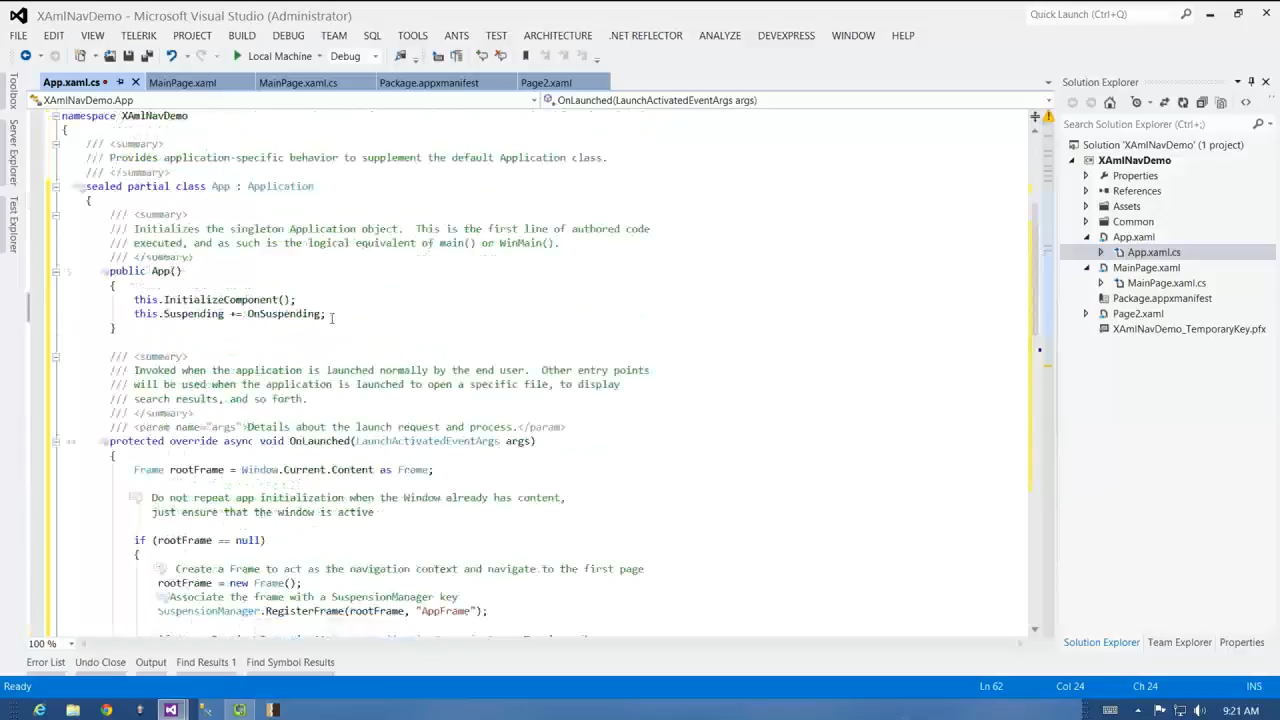 XAmlNavDemo - Microsoft Visual Studio (Administrator)
Quick Launch (Ctrl+Q)
FILE EDIT VIEW TELERIK PROJECT BUILD DEBUG TEAM SQL TOOLS ANTS TEST ARCHITECTURE .NET REFLECTOR ANALYZE DEVEXPRESS WINDOW HELP
Local Machine Debug
App.xaml.cs MainPage.xaml MainPage.xaml.cs Package.appxmanifest Page2.xaml
XAmlNavDemo.App OnLaunched(LaunchActivatedEventArgs args)
namespace XAmlNavDemo
{
/// <summary>
/// Provides application-specific behavior to supplement the default Application class.
/// </summary>
sealed partial class App : Application
{
/// <summary>
/// Initializes the singleton Application object.  This is the first line of authored code
/// executed, and as such is the logical equivalent of main() or WinMain().
/// </summary>
public App()
{
this.InitializeComponent();
this.Suspending += OnSuspending;
}
/// <summary>
/// Invoked when the application is launched normally by the end user.  Other entry points
/// will be used when the application is launched to open a specific file, to display
/// search results, and so forth.
/// </summary>
/// <param name="args">Details about the launch request and process.</param>
protected override async void OnLaunched(LaunchActivatedEventArgs args)
{
Frame rootFrame = Window.Current.Content as Frame;
Do not repeat app initialization when the Window already has content,
just ensure that the window is active
if (rootFrame == null)
{
Create a Frame to act as the navigation context and navigate to the first page
rootFrame = new Frame();
Associate the frame with a SuspensionManager key
SuspensionManager.RegisterFrame(rootFrame, "AppFrame");
100 %
Toolbox
Server Explorer
Test Explorer
Solution Explorer
Search Solution Explorer (Ctrl+;)
Solution 'XAmlNavDemo' (1 project)
XAmlNavDemo
Properties
References
Assets
Common
App.xaml
App.xaml.cs
MainPage.xaml
MainPage.xaml.cs
Package.appxmanifest
Page2.xaml
XAmlNavDemo_TemporaryKey.pfx
Solution Explorer Team Explorer Properties
Error List Undo Close Output Find Results 1 Find Symbol Results
Ready Ln 62 Col 24 Ch 24 INS
9:21 AM